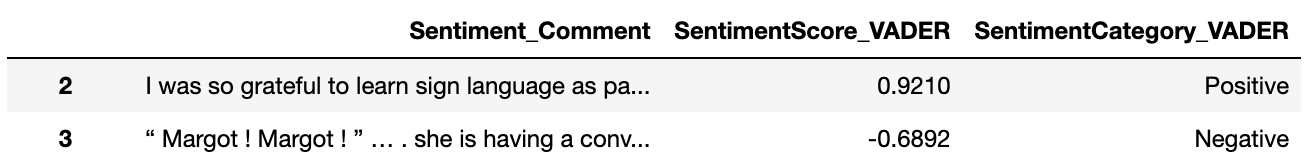 Sentiment_Comment SentimentScore_VADER SentimentCategory_VADER
2 I was so grateful to learn sign language as pa... 0.9210 Positive
3 “ Margot ! Margot ! ” … . she is having a conv... -0.6892 Negative